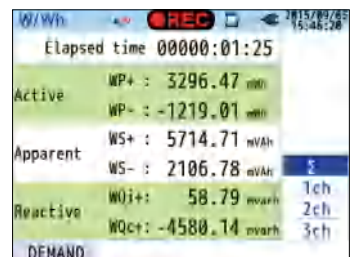 W/Wh REC 2015/09/05
15:46:20
Elapsed time 00000:01:25
Active
WP+ : 3296.47 mWh
WP- : -1219.01 mWh
Apparent
WS+ : 5714.71 mVAh
WS- : 2106.78 mVAh
Reactive
WQi+: 58.79 mvarh
WQc+: -4580.14 mvarh
Σ
1ch
2ch
3ch
DEMAND